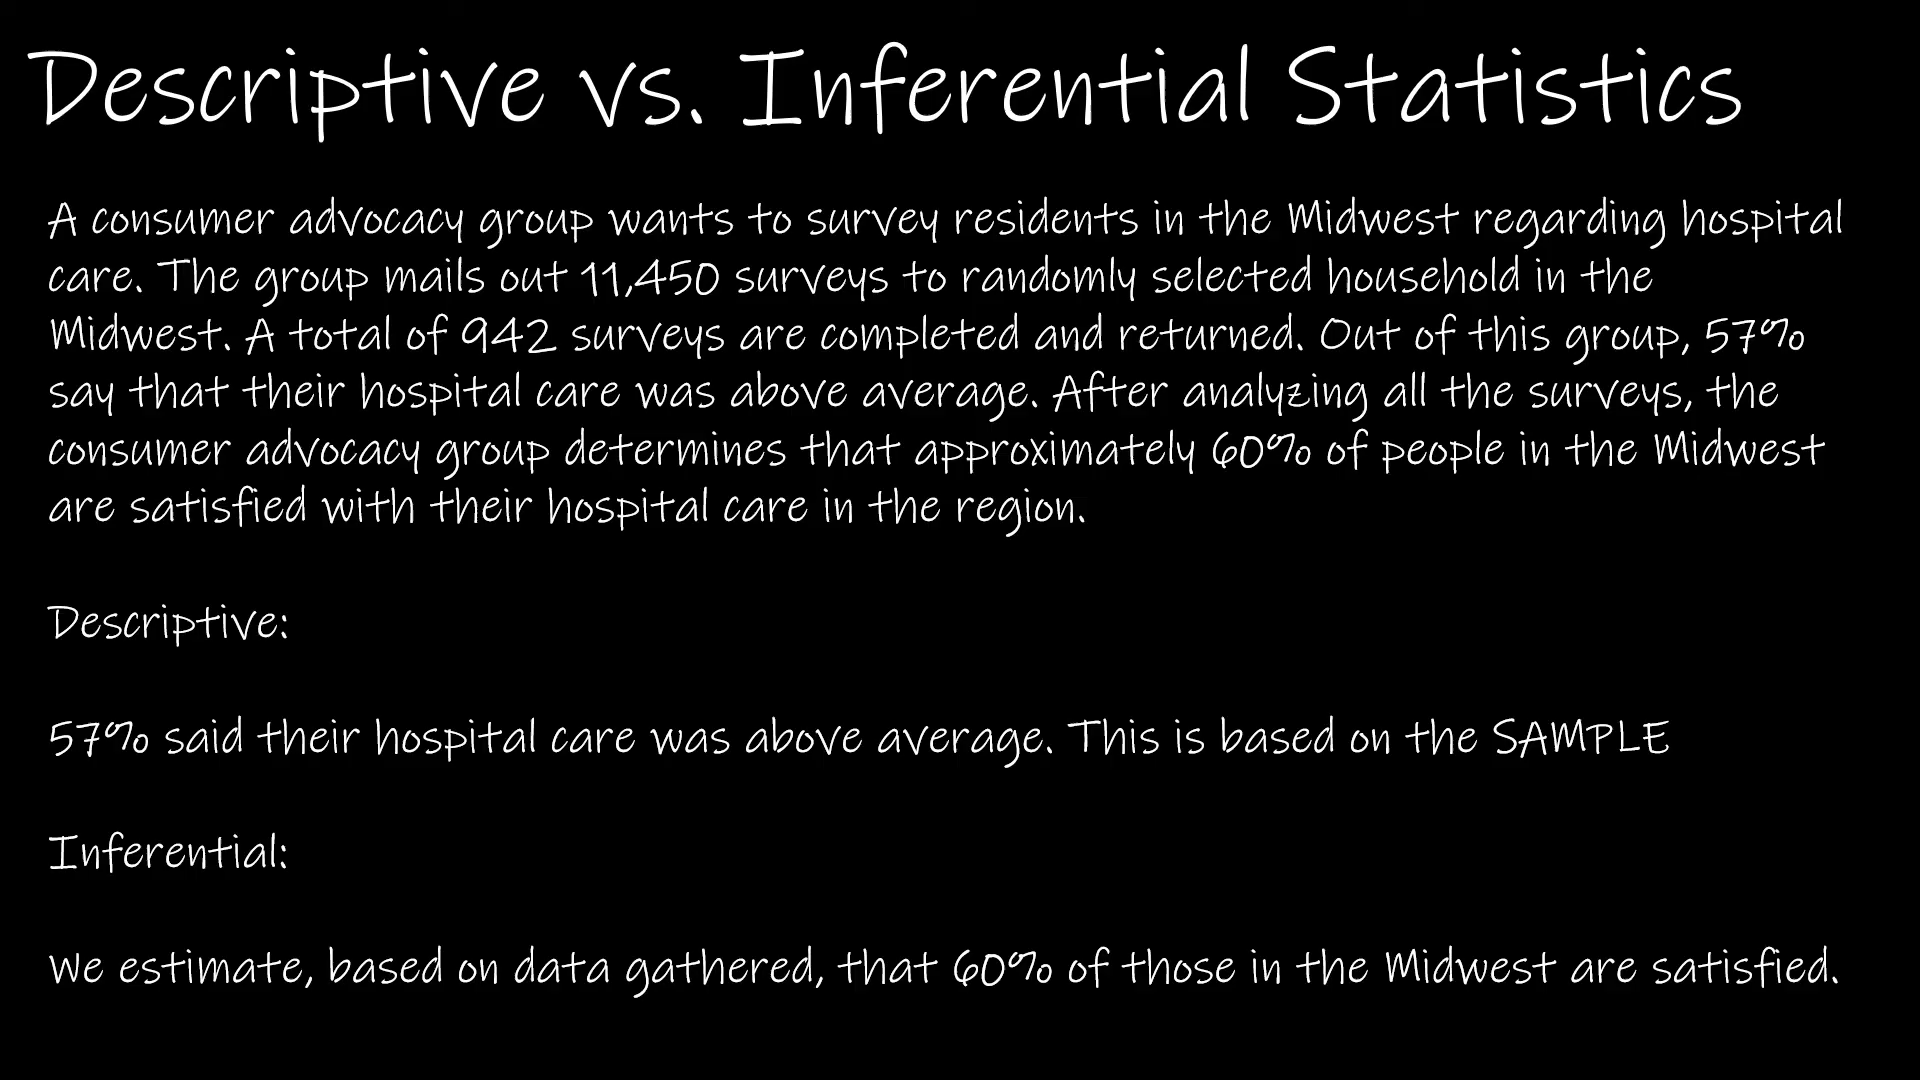 Descriptive vs. Inferential Statistics
A consumer advocacy group wants to survey residents in the Midwest regarding hospital
care. The group mails out 11,450 surveys to randomly selected household in the
Midwest. A total of 942 surveys are completed and returned. Out of this group, 57%
say that their hospital care was above average. After analyzing all the surveys, the
consumer advocacy group determines that approximately 60% of people in the Midwest
are satisfied with their hospital care in the region.
Descriptive:
57% said their hospital care was above average. This is based on the SAMPLE
Inferential:
We estimate, based on data gathered, that 60% of those in the Midwest are satisfied.